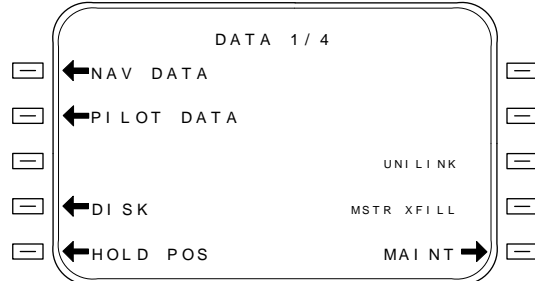 DATA 1/4
←NAV DATA
←PILOT DATA
UNILINK
←DISK MSTR XFILL
←HOLD POS MAINT→